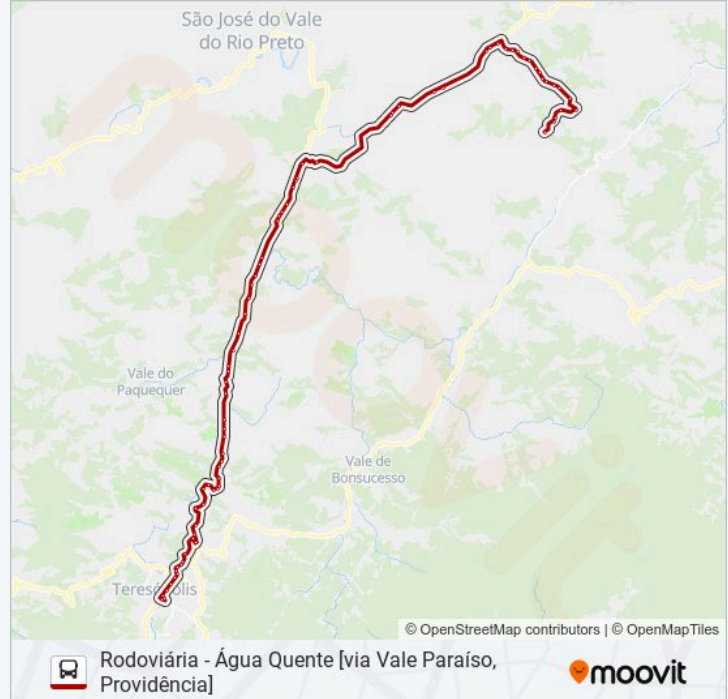 São José do Vale
do Rio Preto
Vale do
Paquequer
Vale de
Bonsucesso
Teresópolis
© OpenStreetMap contributors | © OpenMapTiles
Rodoviária - Água Quente [via Vale Paraíso,
Providência]
moovit